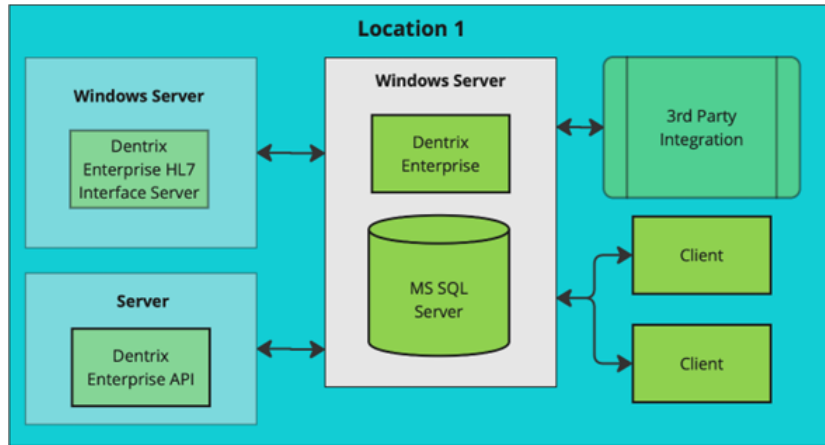 Location 1
Windows Server
Dentrix
Enterprise HL7
Interface Server
Server
Dentrix
Enterprise API
Windows Server
Dentrix
Enterprise
MS SQL
Server
3rd Party
Integration
Client
Client